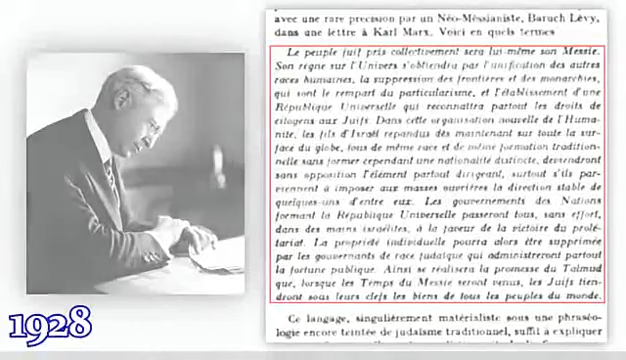 avec une rare precision par un Néo-Méssianiste, Baruch Lévy,
dans une lettre à Karl Marx. Voici en quels termes
Le peuple juif pris collectivement sera lui-même son Messie.
Son règne sur l'Univers s'obtiendra par l'unification des autres
races humaines, la suppression des frontières et des monarchies,
qui sont le rempart du particularisme, et l'établissement d'une
République Universelle qui reconnaîtra partout les droits de
citoyens aux Juifs. Dans cette organisation nouvelle de l'Huma-
nité, les fils d'Israël repandus dès maintenant sur toute la sur-
face du globe, tous de même race et de même formation tradition-
nelle sans former cependant une nationalité distincte, deviendront
sans opposition l'élément partout dirigeant, surtout s'ils par-
viennent à imposer aux masses ouvrières la direction stable de
quelques-uns d'entre eux. Les gouvernements des Nations
formant la République Universelle passeront tous, sans effort,
dans des mains israélites, à la faveur de la victoire du prolé-
tariat. La propriété individuelle pourra alors être supprimée
par les gouvernants de race judaïque qui administreront partout
la fortune publique. Ainsi se réalisera la promesse du Talmud
que, lorsque les Temps du Messie seront venus, les Juifs tien-
dront sous leurs clefs les biens de tous les peuples du monde.
Ce langage, singulièrement matérialiste sous une phraséo-
logie encore teintée de judaïsme traditionnel, suffit à expliquer
1928